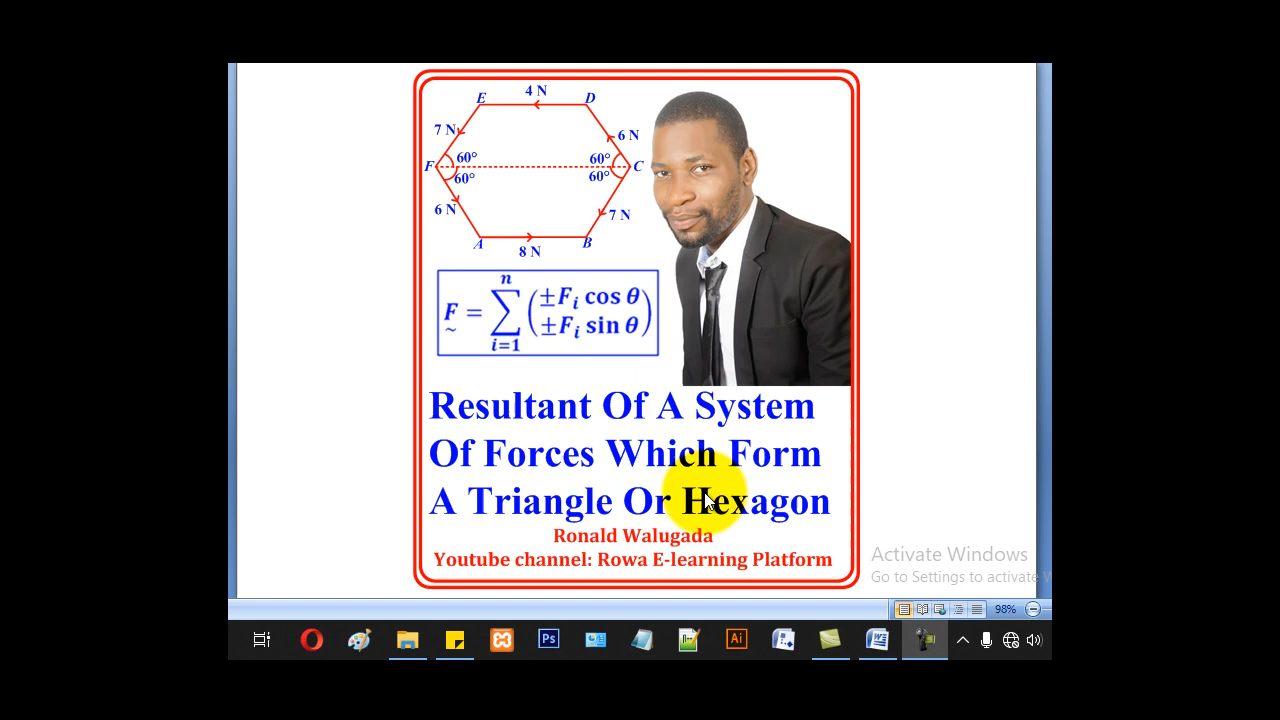 4 N
E
D
7 N
6 N
60°
60°
F
C
60°
60°
6 N
7 N
A
B
8 N
F = n ∑ i=1 (±Fi cos θ
±Fi sin θ)
Resultant Of A System
Of Forces Which Form
A Triangle Or Hexagon
Ronald Walugada
Youtube channel: Rowa E-learning Platform
Activate Windows
Go to Settings to activate W
98%
Ps
Ai